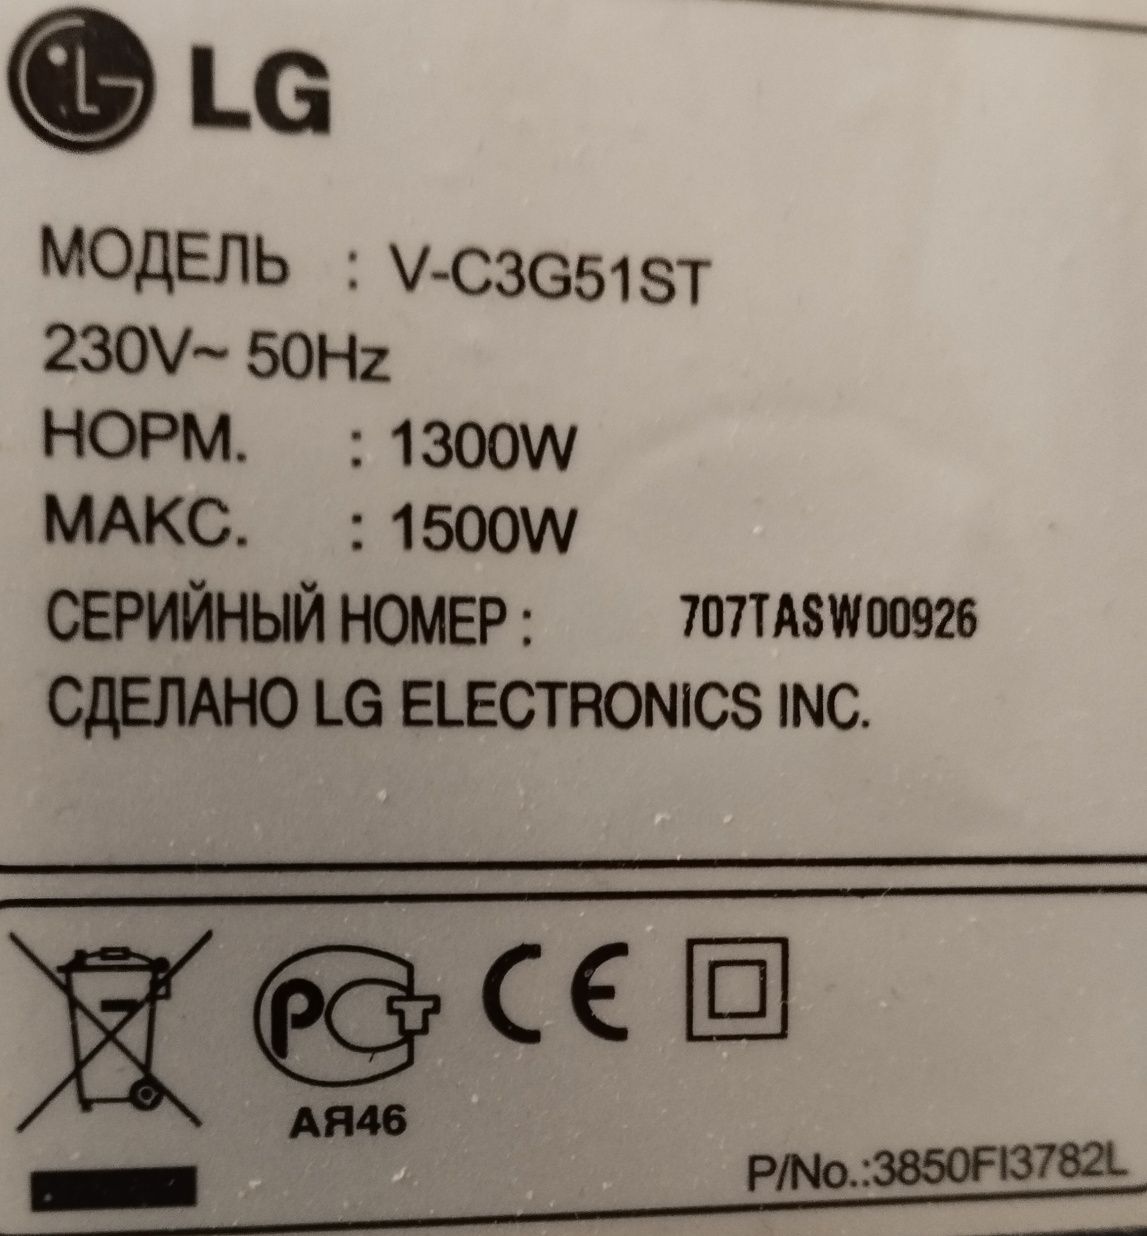 LG
МОДЕЛЬ : V-C3G51ST
230V~ 50Hz
НОРМ. : 1300W
МАКС. : 1500W
СЕРИЙНЫЙ НОМЕР : 707TASW00926
СДЕЛАНО LG ELECTRONICS INC.
РСТ CE
АЯ46
P/No.:3850FI3782L